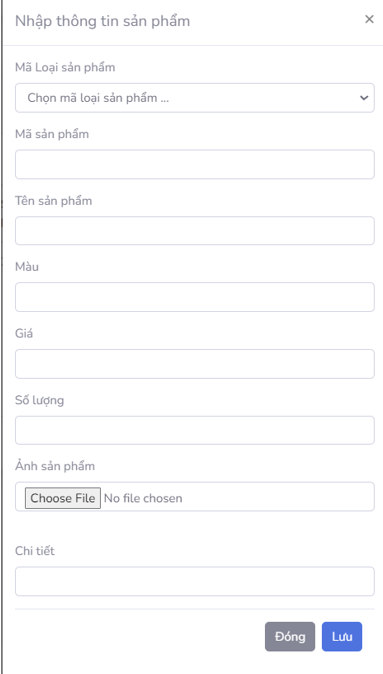 Nhập thông tin sản phẩm ×
Mã Loại sản phẩm
Chọn mã loại sản phẩm ...
Mã sản phẩm
Tên sản phẩm
Màu
Giá
Số lượng
Ảnh sản phẩm
Choose File No file chosen
Chi tiết
Đóng Lưu